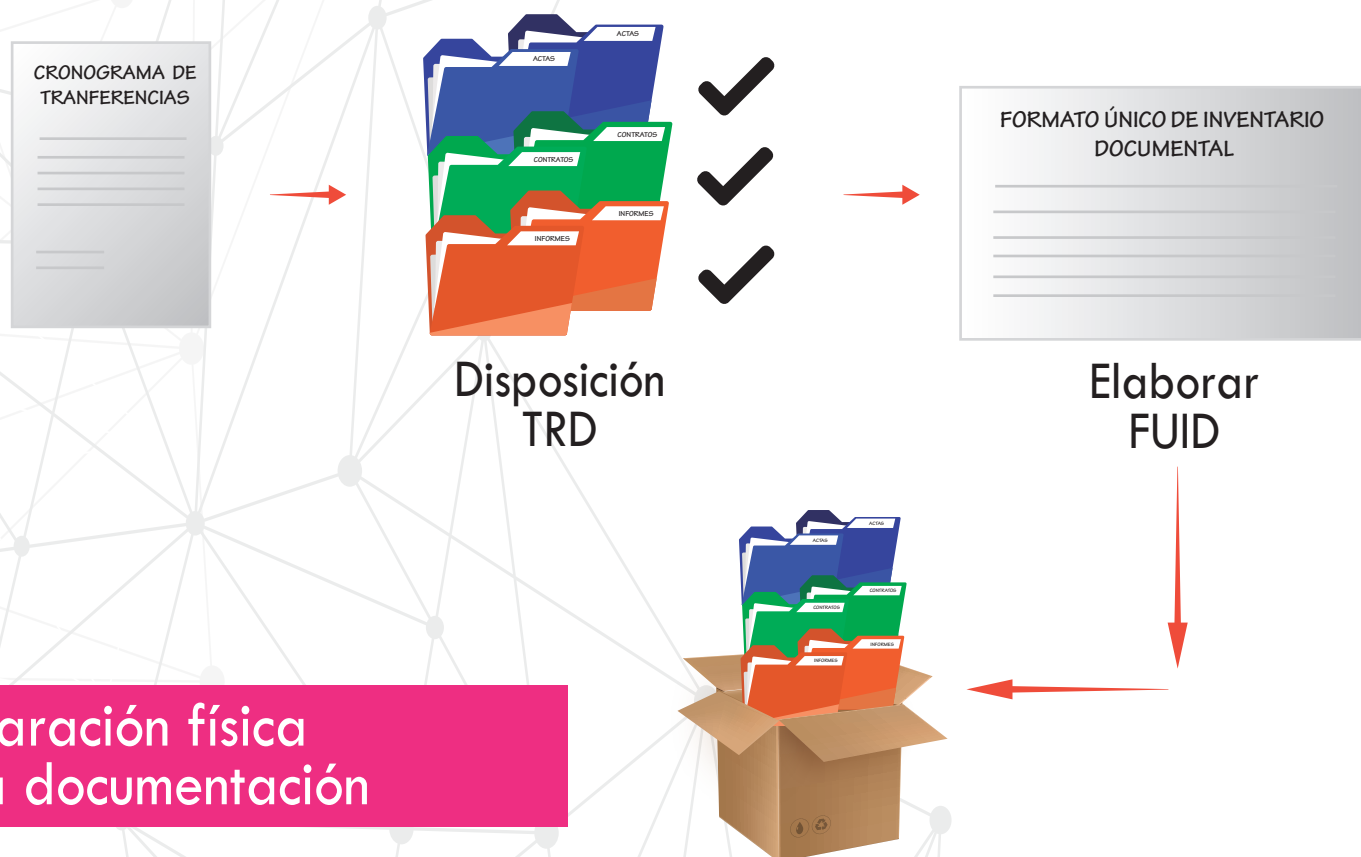 CRONOGRAMA DE
TRANFERENCIAS
ACTAS
ACTAS
CONTRATOS
CONTRATOS
INFORMES
INFORMES
Disposición
TRD
FORMATO ÚNICO DE INVENTARIO
DOCUMENTAL
Elaborar
FUID
ACTAS
ACTAS
CONTRATOS
CONTRATOS
INFORMES
INFORMES
aración física
documentación